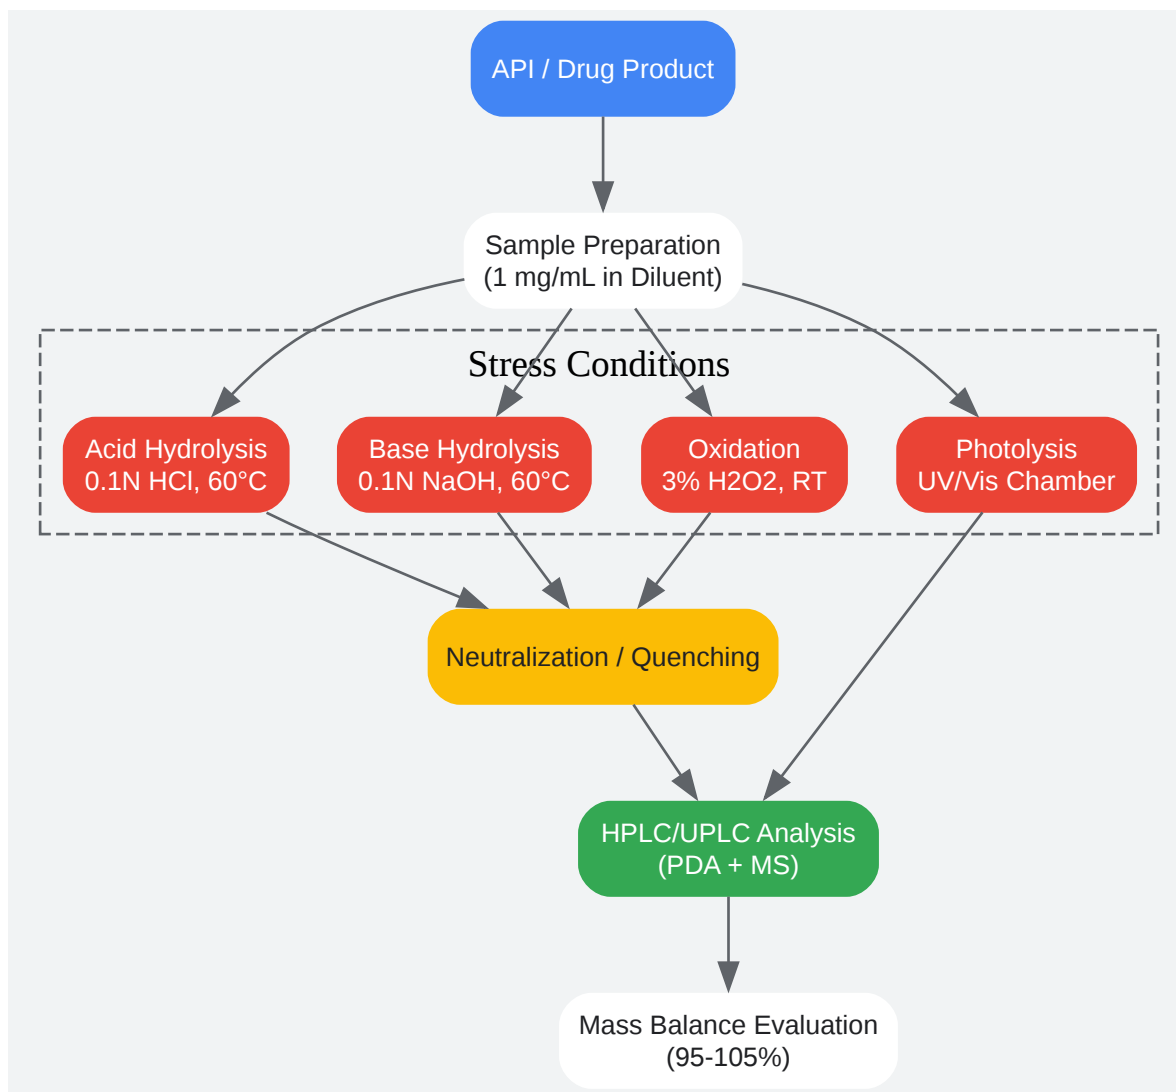 API / Drug Product
Sample Preparation
(1 mg/mL in Diluent)
Stress Conditions
Acid Hydrolysis
0.1N HCl, 60°C
Base Hydrolysis
0.1N NaOH, 60°C
Oxidation
3% H2O2, RT
Photolysis
UV/Vis Chamber
Neutralization / Quenching
HPLC/UPLC Analysis
(PDA + MS)
Mass Balance Evaluation
(95-105%)